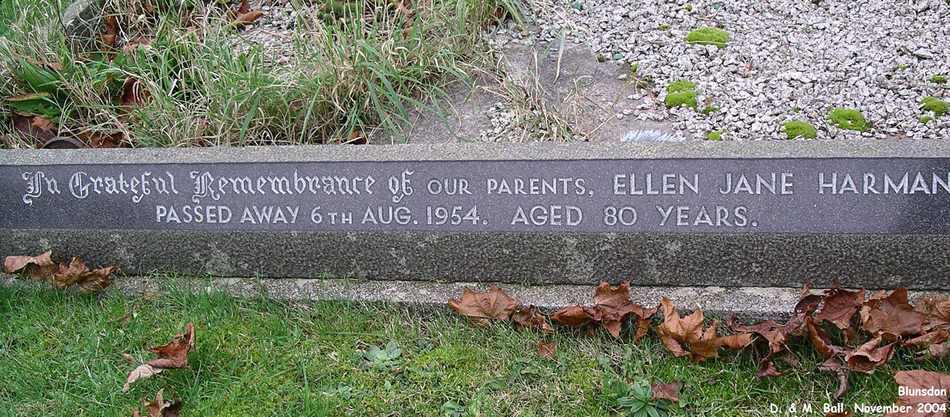 In Grateful Remembrance of OUR PARENTS, ELLEN JANE HARMAN,
PASSED AWAY 6TH AUG. 1954. AGED 80 YEARS.
Blunsdon
D. & M. Ball November 2004